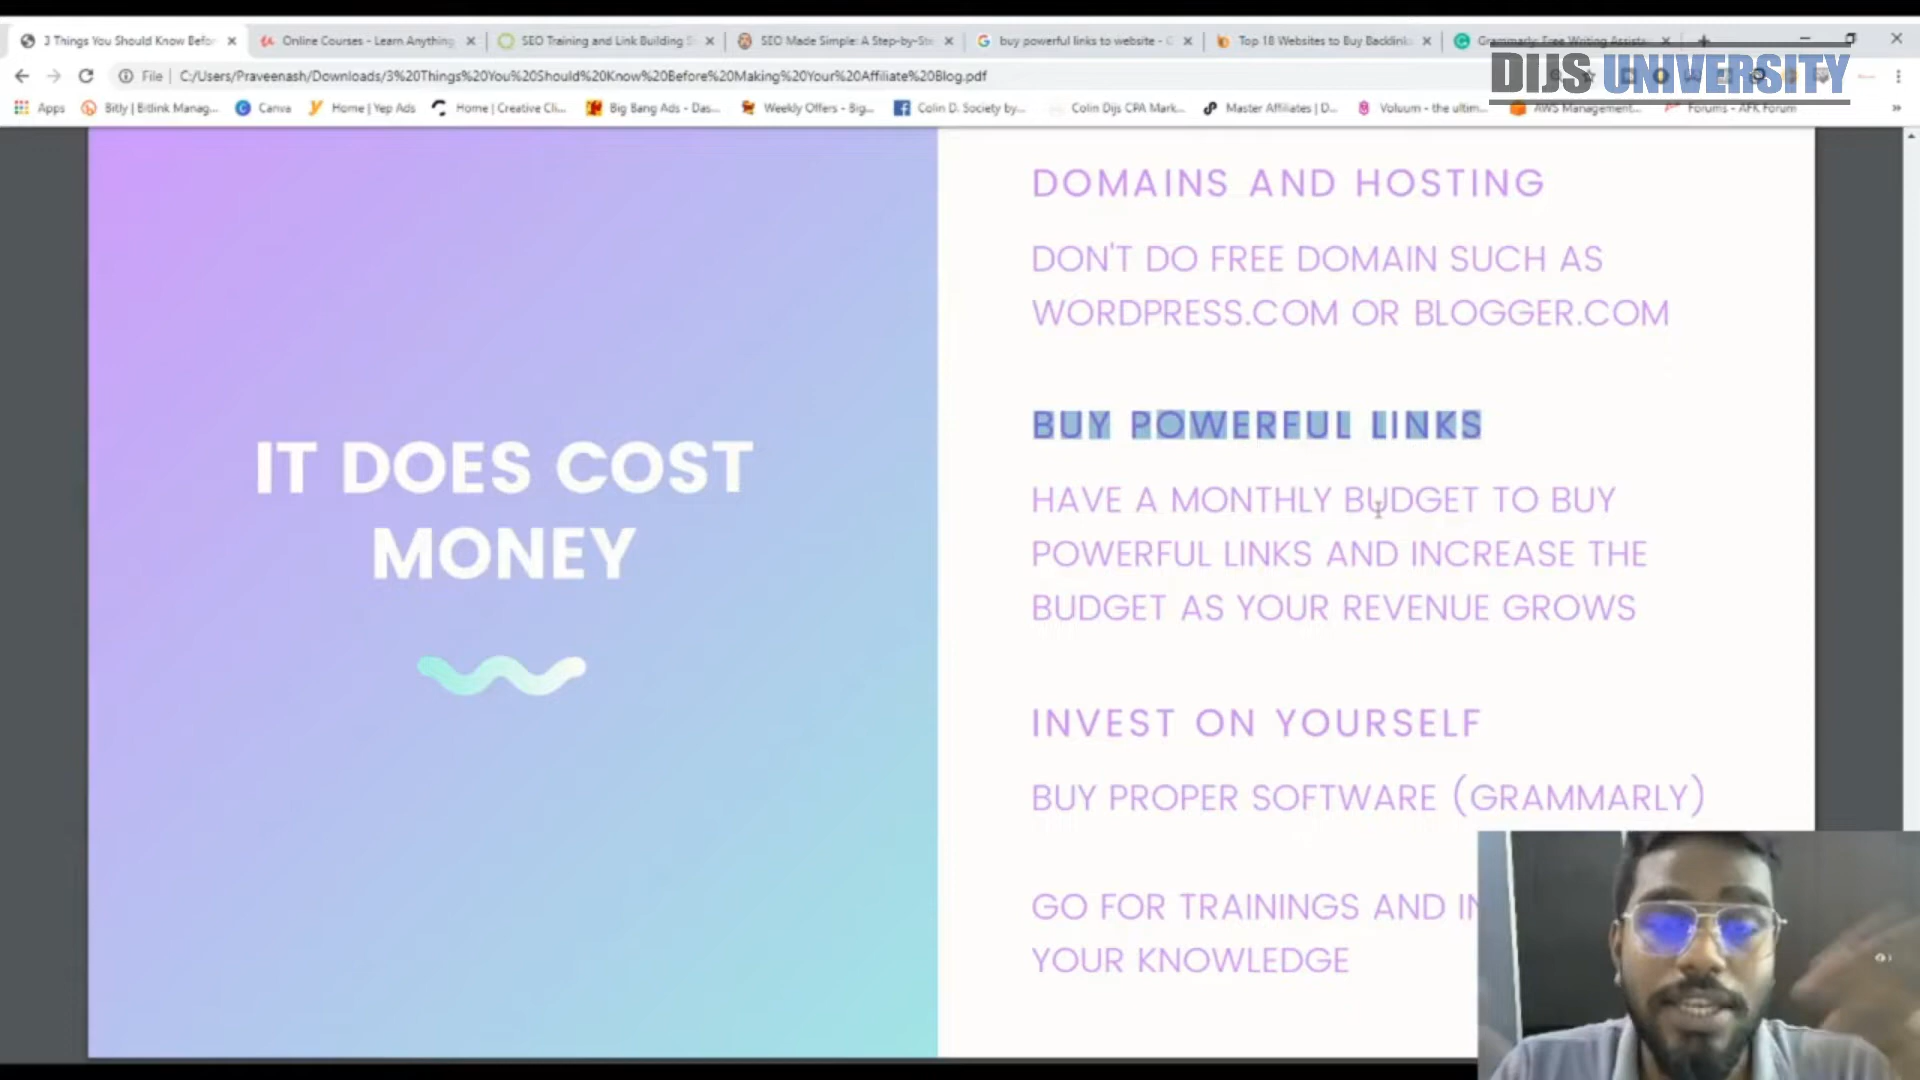 3 Things You Should Know Befor
Online Courses - Learn Anything
SEO Training and Link Building S
SEO Made Simple: A Step-by-Ste
buy powerful links to website - G
Top 18 Websites to Buy Backlink
Grammarly: Free Writing Assista
File | C:/Users/Praveenash/Downloads/3%20Things%20You%20Should%20Know%20Before%20Making%20Your%20Affiliate%20Blog.pdf
DIJS UNIVERSITY
Apps
Bitly | Bitlink Manag...
Canva
Home | Yep Ads
Home | Creative Cli...
Big Bang Ads - Das...
Weekly Offers - Big...
Colin D. Society by...
Colin Dijs CPA Mark...
Master Affiliates | D...
Voluum - the ultim...
AWS Management...
Forums - AFK Forum
IT DOES COST
MONEY
DOMAINS AND HOSTING
DON'T DO FREE DOMAIN SUCH AS
WORDPRESS.COM OR BLOGGER.COM
BUY POWERFUL LINKS
HAVE A MONTHLY BUDGET TO BUY
POWERFUL LINKS AND INCREASE THE
BUDGET AS YOUR REVENUE GROWS
INVEST ON YOURSELF
BUY PROPER SOFTWARE (GRAMMARLY)
GO FOR TRAININGS AND
YOUR KNOWLEDGE